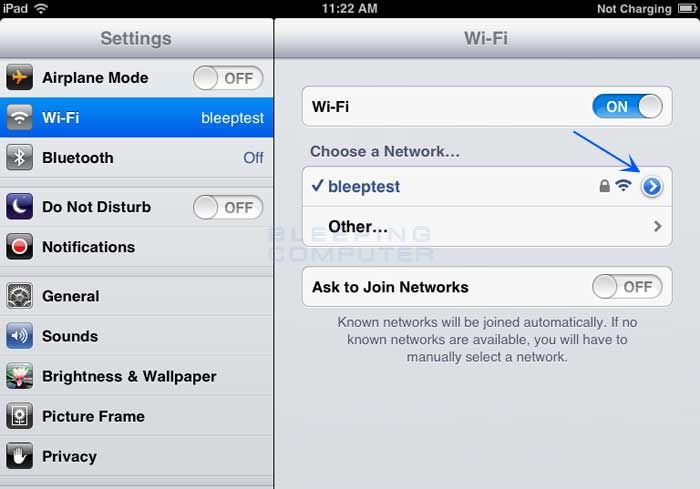 iPad 11:22 AM Not Charging
Settings
Wi-Fi
Airplane Mode OFF
Wi-Fi bleeptest
Bluetooth Off
Do Not Disturb OFF
Notifications
General
Sounds
Brightness & Wallpaper
Picture Frame
Privacy
Wi-Fi ON
Choose a Network...
bleeptest
Other...
BLEEPING
COMPUTER
Ask to Join Networks OFF
Known networks will be joined automatically. If no
known networks are available, you will have to
manually select a network.